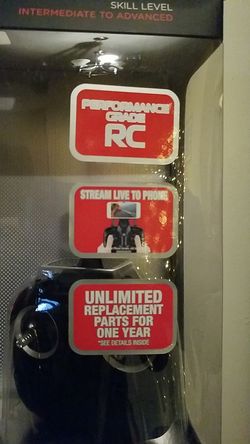 SKILL LEVEL
INTERMEDIATE TO ADVANCED
PERFORMANCE
GRADE
RC
STREAM LIVE TO PHONE
UNLIMITED
REPLACEMENT
PARTS FOR
ONE YEAR
*SEE DETAILS INSIDE